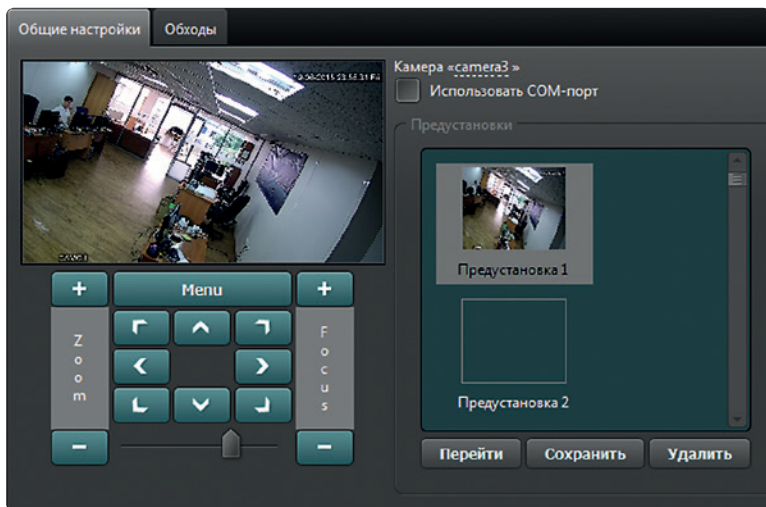 Общие настройки
Обходы
Камера «camera3 »
Использовать COM-порт
Предустановки
Предустановка 1
Предустановка 2
Menu
Zoom
Focus
Перейти
Сохранить
Удалить